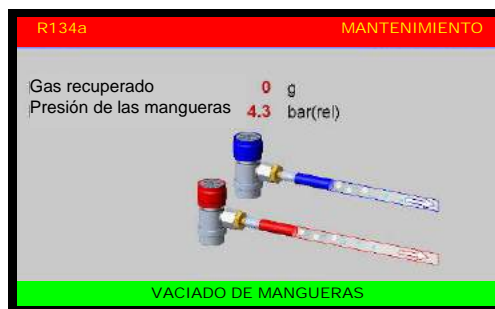 R134a MANTENIMIENTO
Gas recuperado 0 g
Presión de las mangueras 4.3 bar(rel)
VACIADO DE MANGUERAS